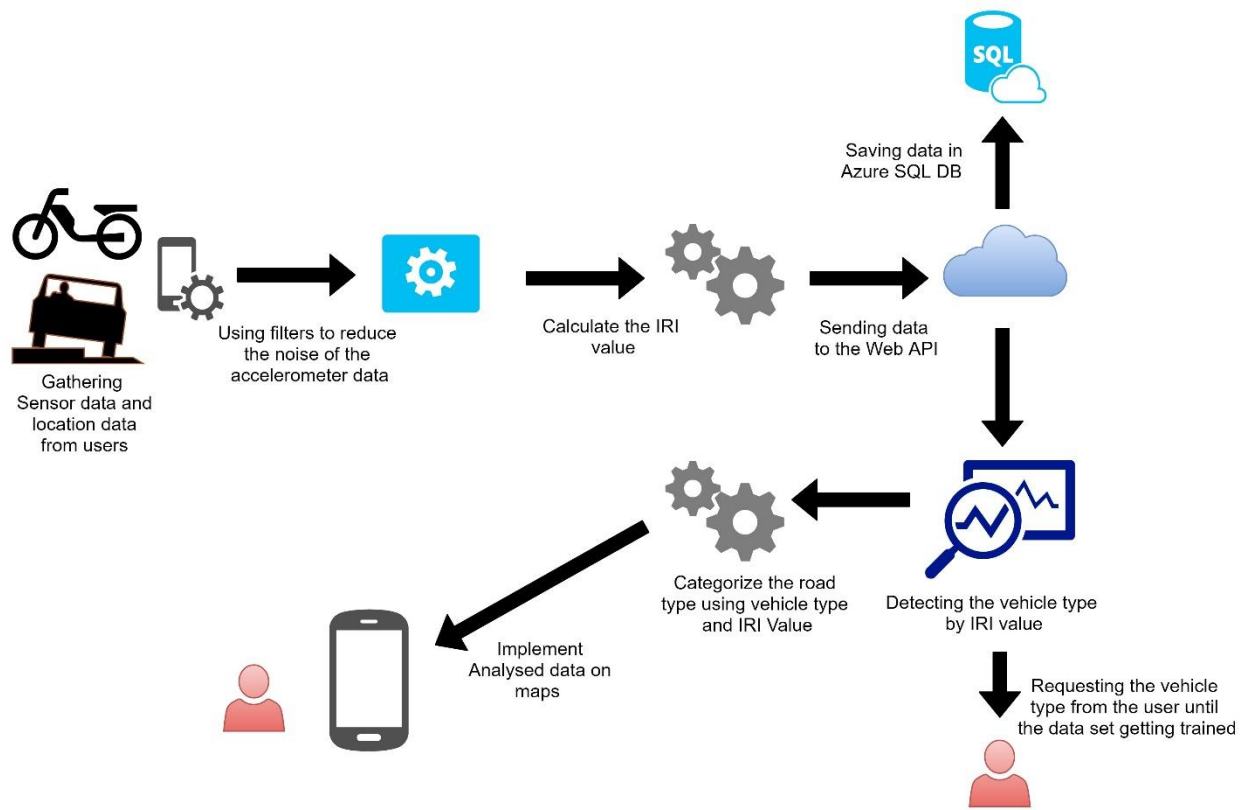 SQL
Saving data in
Azure SQL DB
Gathering
Sensor data and
location data
from users
Using filters to reduce
the noise of the
accelerometer data
Calculate the IRI
value
Sending data
to the Web API
Categorize the road
type using vehicle type
and IRI Value
Detecting the vehicle type
by IRI value
Implement
Analysed data on
maps
Requesting the vehicle
type from the user until
the data set getting trained